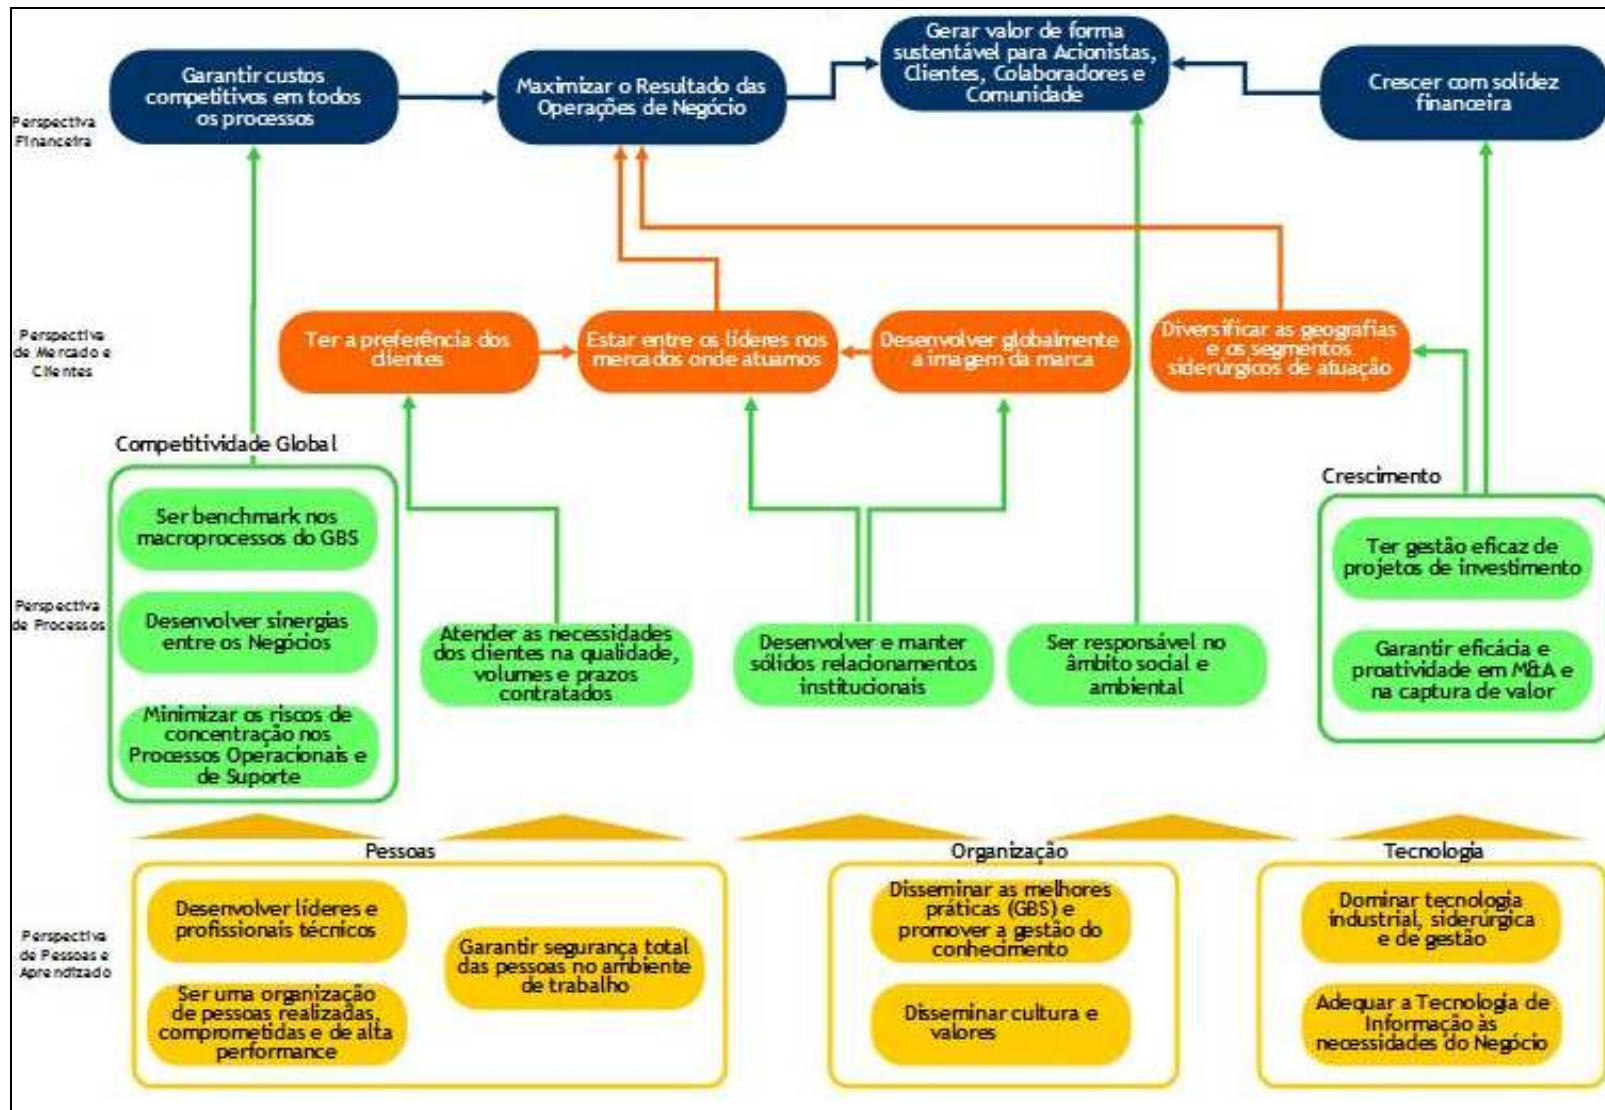 Perspectiva
Financeira
Garantir custos
competitivos em todos
os processos
Maximizar o Resultado das
Operações de Negócio
Gerar valor de forma
sustentável para Acionistas,
Clientes, Colaboradores e
Comunidade
Crescer com solidez
financeira
Perspectiva
de Mercado e
Clientes
Ter a preferência dos
clientes
Estar entre os líderes nos
mercados onde atuamos
Desenvolver globalmente
a imagem da marca
Diversificar as geografias
e os segmentos
siderúrgicos de atuação
Perspectiva
de Processos
Competitividade Global
Ser benchmark nos
macroprocessos do GBS
Desenvolver sinergias
entre os Negócios
Minimizar os riscos de
concentração nos
Processos Operacionais e
de Suporte
Atender as necessidades
dos clientes na qualidade,
volumes e prazos
contratados
Desenvolver e manter
sólidos relacionamentos
institucionais
Ser responsável no
âmbito social e
ambiental
Crescimento
Ter gestão eficaz de
projetos de investimento
Garantir eficácia e
proatividade em M&A e
na captura de valor
Perspectiva
de Pessoas e
Aprendizado
Pessoas
Desenvolver líderes e
profissionais técnicos
Ser uma organização
de pessoas realizadas,
comprometidas e de alta
performance
Garantir segurança total
das pessoas no ambiente
de trabalho
Organização
Disseminar as melhores
práticas (GBS) e
promover a gestão do
conhecimento
Disseminar cultura e
valores
Tecnologia
Dominar tecnologia
industrial, siderúrgica
e de gestão
Adequar a Tecnologia de
Informação às
necessidades do Negócio